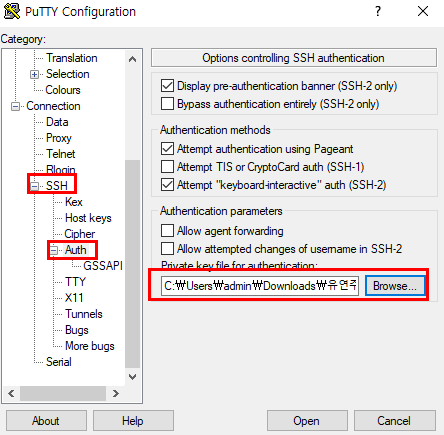 PuTTY Configuration
Category:
Translation
Selection
Colours
Connection
Data
Proxy
Telnet
Rlogin
SSH
Kex
Host keys
Cipher
Auth
GSSAPI
TTY
X11
Tunnels
Bugs
More bugs
Serial
Options controlling SSH authentication
Display pre-authentication banner (SSH-2 only)
Bypass authentication entirely (SSH-2 only)
Authentication methods
Attempt authentication using Pageant
Attempt TIS or CryptoCard auth (SSH-1)
Attempt "keyboard-interactive" auth (SSH-2)
Authentication parameters
Allow agent forwarding
Allow attempted changes of username in SSH-2
Private key file for authentication:
C:₩Users₩admin₩Downloads₩유연주
Browse...
About
Help
Open
Cancel